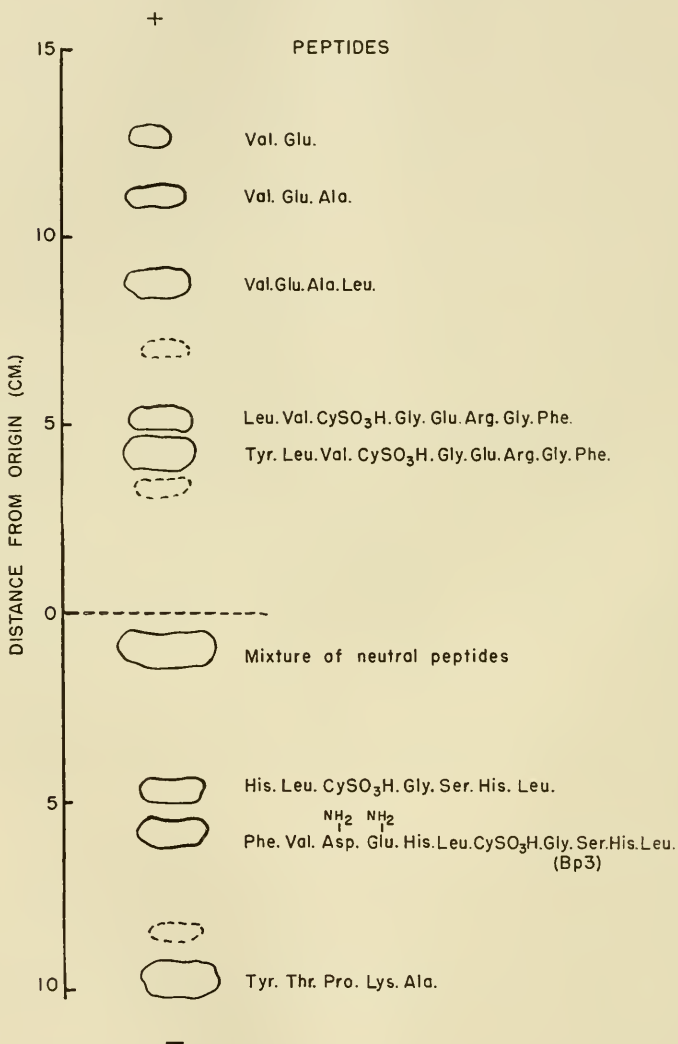 +
15
PEPTIDES
Val. Glu.
Val. Glu. Ala.
10
Val.Glu.Ala.Leu.
5
Leu. Val. CySO₃H. Gly. Glu. Arg. Gly. Phe.
Tyr. Leu. Val. CySO₃H. Gly. Glu. Arg. Gly. Phe.
DISTANCE FROM ORIGIN (CM.)
0
Mixture of neutral peptides
His. Leu. CySO₃H. Gly. Ser. His. Leu.
5
NH₂ NH₂
Phe. Val. Asp. Glu. His.Leu.CySO₃H.Gly. Ser.His.Leu.
(Bp3)
10
Tyr. Thr. Pro. Lys. Ala.
−